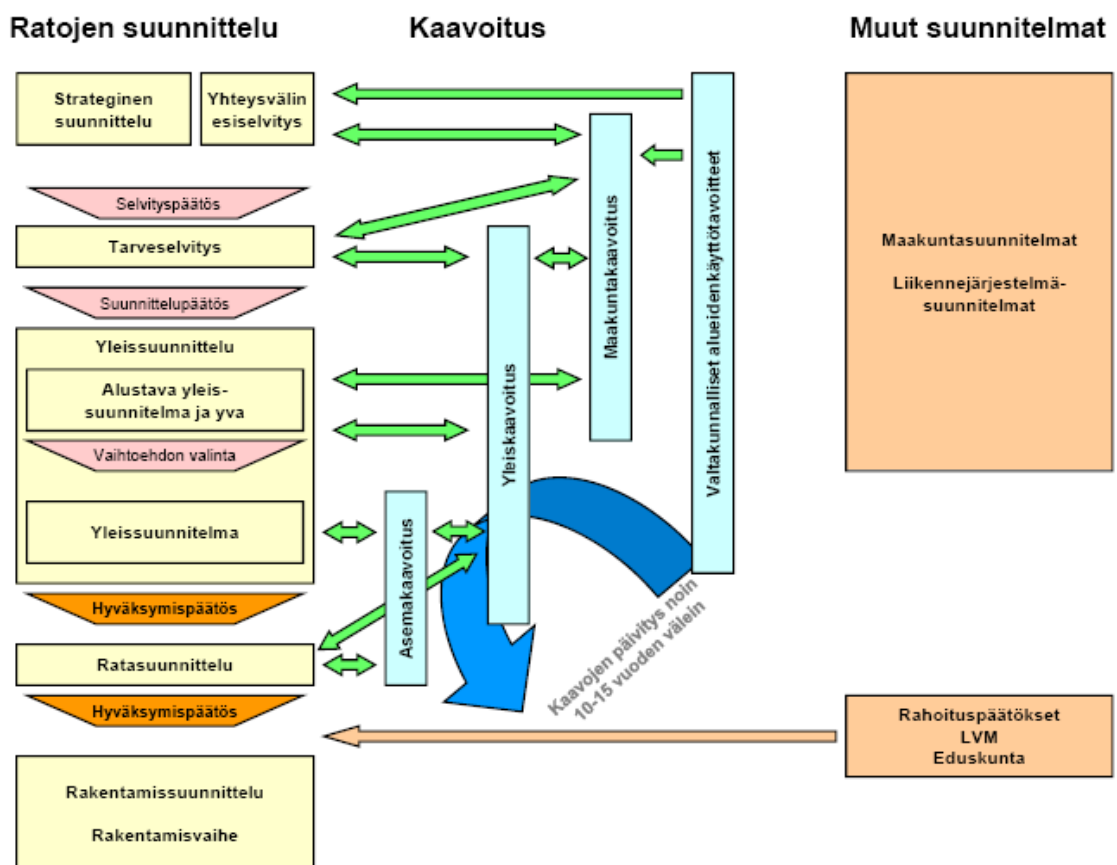 Ratojen suunnittelu
Kaavoitus
Muut suunnitelmat
Strateginen
suunnittelu
Yhteysvälin
esiselvitys
Selvityspäätös
Tarveselvitys
Suunnittelupäätös
Yleissuunnittelu
Alustava yleis-
suunnitelma ja yva
Vaihtoehdon valinta
Yleissuunnitelma
Hyväksymispäätös
Ratasuunnittelu
Hyväksymispäätös
Rakentamissuunnittelu
Rakentamisvaihe
Asemakaavoitus
Yleiskaavoitus
Maakuntakaavoitus
Valtakunnalliset alueidenkäyttötavoitteet
Kaavojen päivitys noin
10-15 vuoden välein
Maakuntasuunnitelmat
Liikennejärjestelmä-
suunnitelmat
Rahoituspäätökset
LVM
Eduskunta